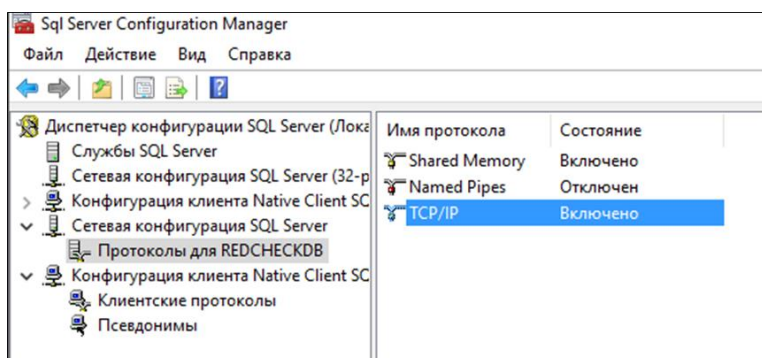 Sql Server Configuration Manager
Файл Действие Вид Справка
Диспетчер конфигурации SQL Server (Лока
Службы SQL Server
Сетевая конфигурация SQL Server (32-р
Конфигурация клиента Native Client SC
Сетевая конфигурация SQL Server
Протоколы для REDCHECKDB
Конфигурация клиента Native Client SC
Клиентские протоколы
Псевдонимы
Имя протокола Состояние
Shared Memory Включено
Named Pipes Отключен
TCP/IP Включено